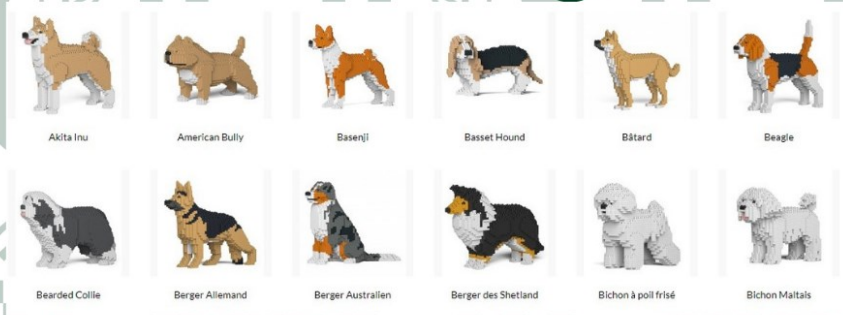 Akita Inu
American Bully
Basenji
Basset Hound
Bâtard
Beagle
Bearded Collie
Berger Allemand
Berger Australien
Berger des Shetland
Bichon à poil frisé
Bichon Maltais